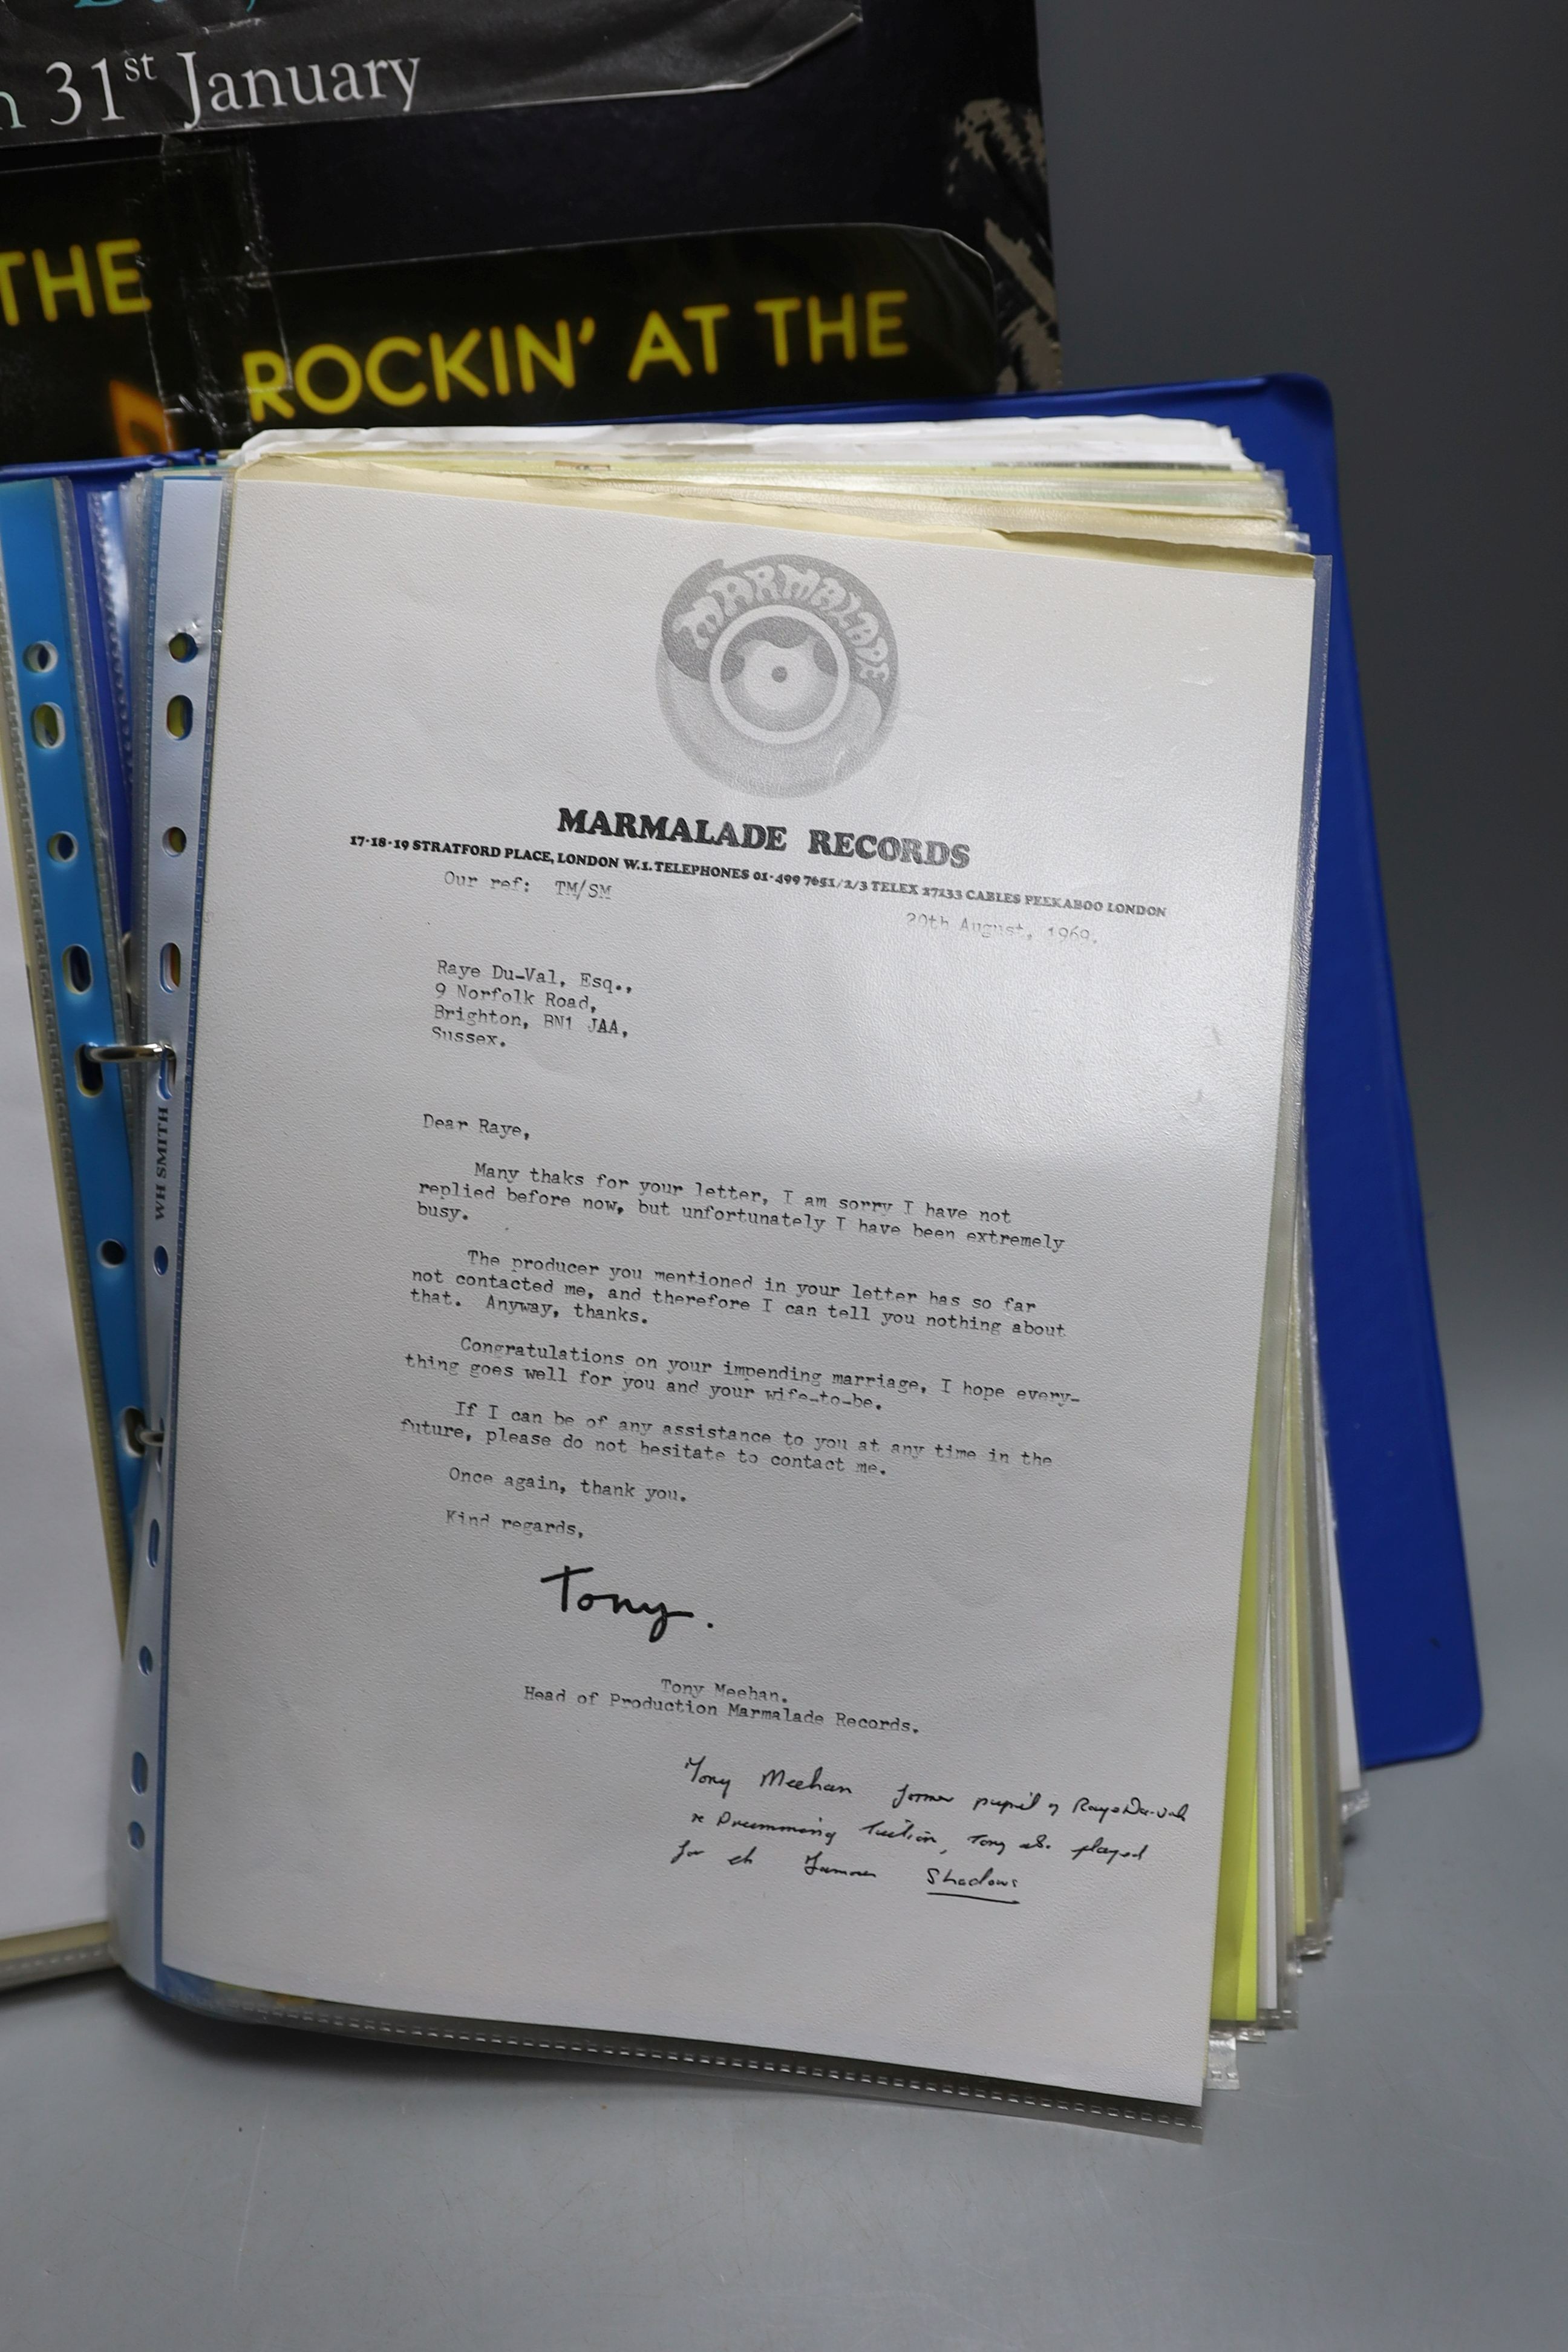 31st January
THE
ROCKIN' AT THE
MARMALADE
MARMALADE RECORDS
17·18·19 STRATFORD PLACE, LONDON W.1. TELEPHONES 01·499 7651/2/3 TELEX 27133 CABLES PEEKABOO LONDON
Our ref: TM/SM
20th August, 1969.
Raye Du-Val, Esq.,
9 Norfolk Road,
Brighton, BN1 JAA,
Sussex.
Dear Raye,
Many thaks for your letter, I am sorry I have not
replied before now, but unfortunately I have been extremely
busy.
The producer you mentioned in your letter has so far
not contacted me, and therefore I can tell you nothing about
that. Anyway, thanks.
Congratulations on your impending marriage, I hope every-
thing goes well for you and your wife-to-be.
If I can be of any assistance to you at any time in the
future, please do not hesitate to contact me.
Once again, thank you.
Kind regards,
Tony.
Tony Meehan.
Head of Production Marmalade Records.
Tony Meehan former pupil of Raye Du-val
Drumming Tuition, Tony played
for Famous Shadows
WH SMITH